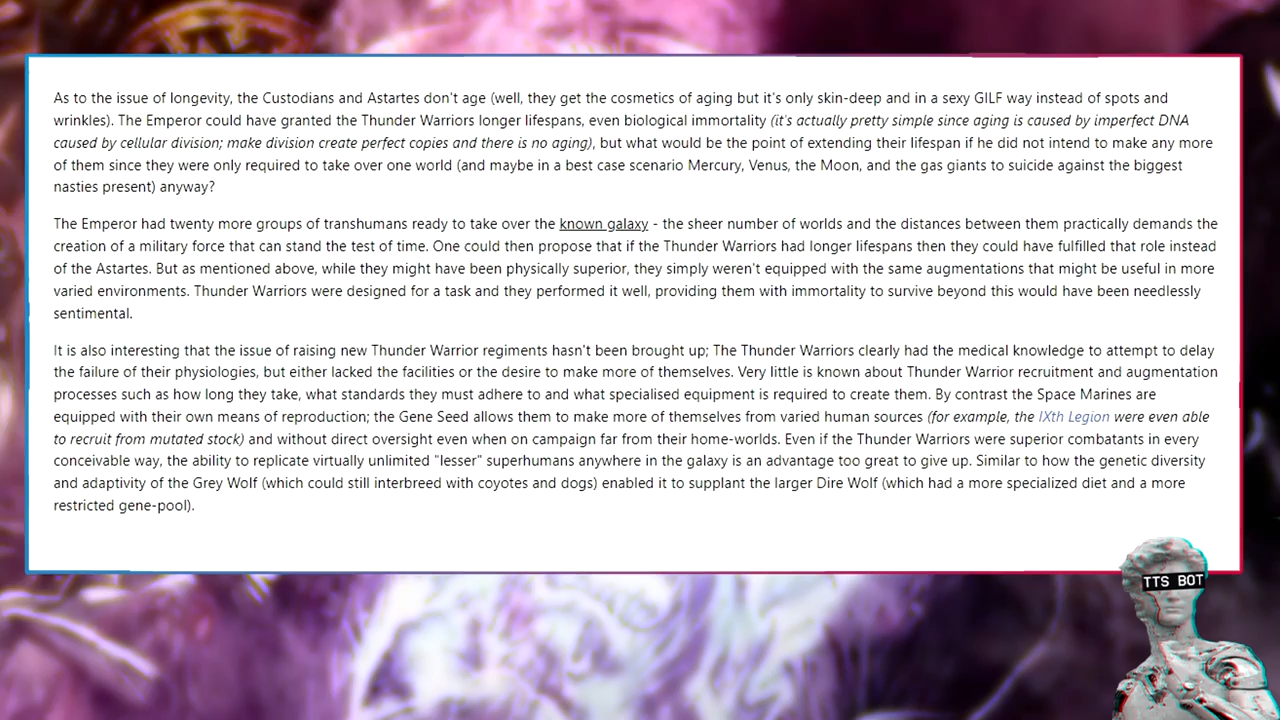 As to the issue of longevity, the Custodians and Astartes don't age (well, they get the cosmetics of aging but it's only skin-deep and in a sexy GILF way instead of spots and
wrinkles). The Emperor could have granted the Thunder Warriors longer lifespans, even biological immortality (it's actually pretty simple since aging is caused by imperfect DNA
caused by cellular division; make division create perfect copies and there is no aging), but what would be the point of extending their lifespan if he did not intend to make any more
of them since they were only required to take over one world (and maybe in a best case scenario Mercury, Venus, the Moon, and the gas giants to suicide against the biggest
nasties present) anyway?
The Emperor had twenty more groups of transhumans ready to take over the known galaxy - the sheer number of worlds and the distances between them practically demands the
creation of a military force that can stand the test of time. One could then propose that if the Thunder Warriors had longer lifespans then they could have fulfilled that role instead
of the Astartes. But as mentioned above, while they might have been physically superior, they simply weren't equipped with the same augmentations that might be useful in more
varied environments. Thunder Warriors were designed for a task and they performed it well, providing them with immortality to survive beyond this would have been needlessly
sentimental.
It is also interesting that the issue of raising new Thunder Warrior regiments hasn't been brought up; The Thunder Warriors clearly had the medical knowledge to attempt to delay
the failure of their physiologies, but either lacked the facilities or the desire to make more of themselves. Very little is known about Thunder Warrior recruitment and augmentation
processes such as how long they take, what standards they must adhere to and what specialised equipment is required to create them. By contrast the Space Marines are
equipped with their own means of reproduction; the Gene Seed allows them to make more of themselves from varied human sources (for example, the IXth Legion were even able
to recruit from mutated stock) and without direct oversight even when on campaign far from their home-worlds. Even if the Thunder Warriors were superior combatants in every
conceivable way, the ability to replicate virtually unlimited "lesser" superhumans anywhere in the galaxy is an advantage too great to give up. Similar to how the genetic diversity
and adaptivity of the Grey Wolf (which could still interbreed with coyotes and dogs) enabled it to supplant the larger Dire Wolf (which had a more specialized diet and a more
restricted gene-pool).
TTS BOT